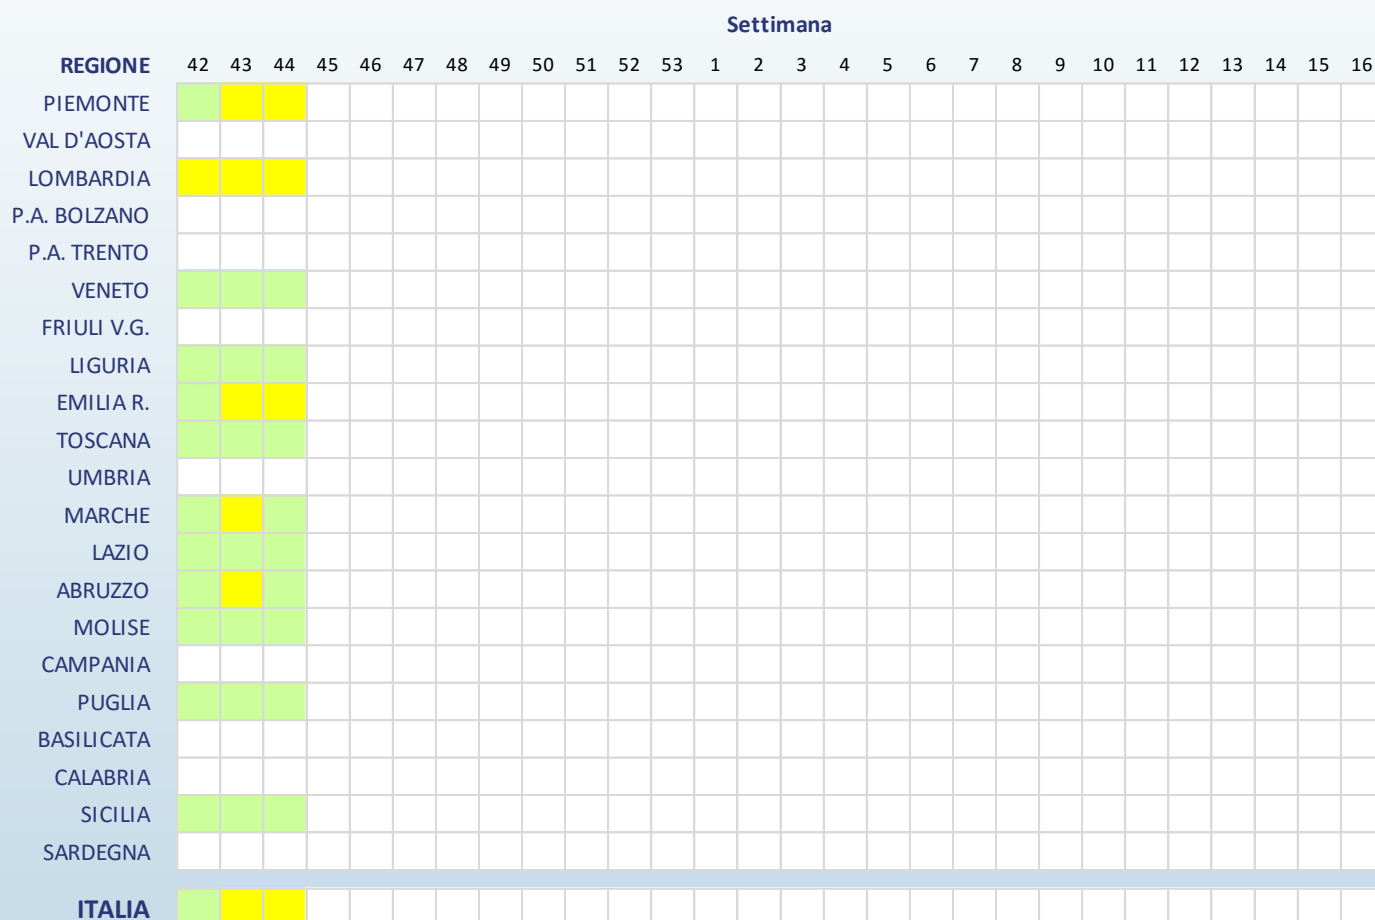 Settimana
REGIONE 42 43 44 45 46 47 48 49 50 51 52 53 1 2 3 4 5 6 7 8 9 10 11 12 13 14 15 16
PIEMONTE
VAL D'AOSTA
LOMBARDIA
P.A. BOLZANO
P.A. TRENTO
VENETO
FRIULI V.G.
LIGURIA
EMILIA R.
TOSCANA
UMBRIA
MARCHE
LAZIO
ABRUZZO
MOLISE
CAMPANIA
PUGLIA
BASILICATA
CALABRIA
SICILIA
SARDEGNA
ITALIA